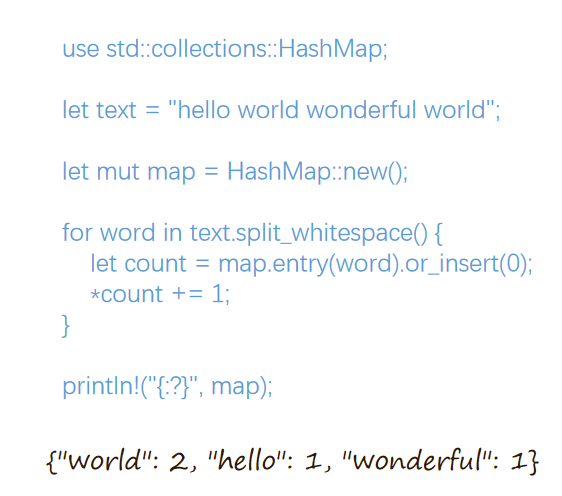 use std::collections::HashMap;
let text = "hello world wonderful world";
let mut map = HashMap::new();
for word in text.split_whitespace() {
let count = map.entry(word).or_insert(0);
*count += 1;
}
println!("{:?}", map);
{"world": 2, "hello": 1, "wonderful": 1}